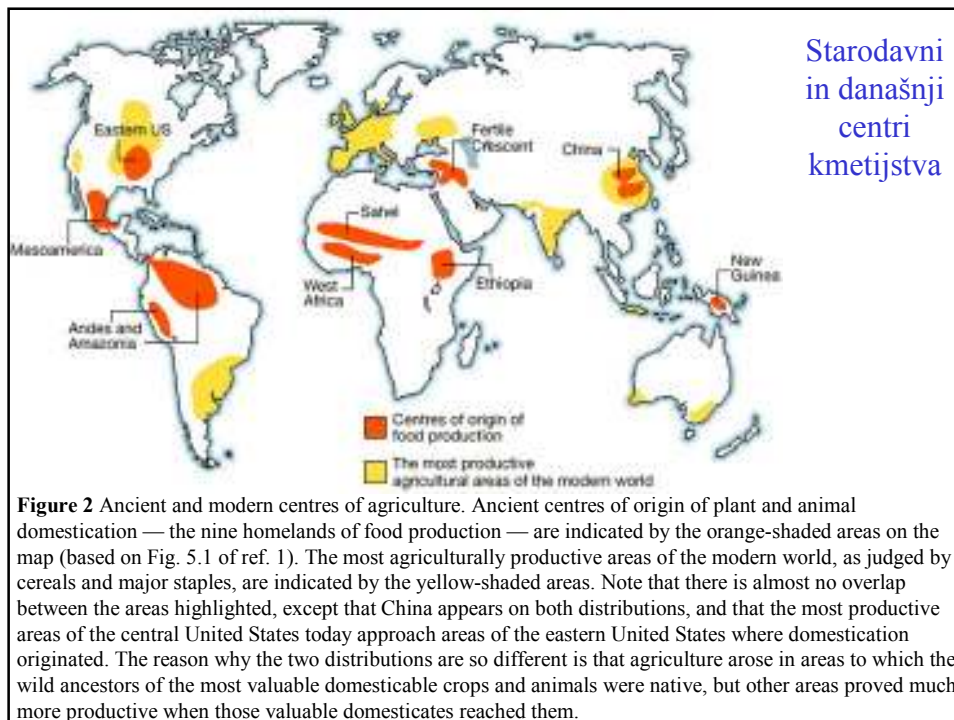 Starodavni
in današnji
centri
kmetijstva
Eastern US
Fertile
Crescent
China
Mesoamerica
Sahel
West
Africa
Ethiopia
New
Guinea
Andes and
Amazonia
Centres of origin
of food production
The most productive
agricultural areas of the modern world
Figure 2 Ancient and modern centres of agriculture. Ancient centres of origin of plant and animal
domestication — the nine homelands of food production — are indicated by the orange-shaded areas on the
map (based on Fig. 5.1 of ref. 1). The most agriculturally productive areas of the modern world, as judged by
cereals and major staples, are indicated by the yellow-shaded areas. Note that there is almost no overlap
between the areas highlighted, except that China appears on both distributions, and that the most productive
areas of the central United States today approach areas of the eastern United States where domestication
originated. The reason why the two distributions are so different is that agriculture arose in areas to which the
wild ancestors of the most valuable domesticable crops and animals were native, but other areas proved much
more productive when those valuable domesticates reached them.